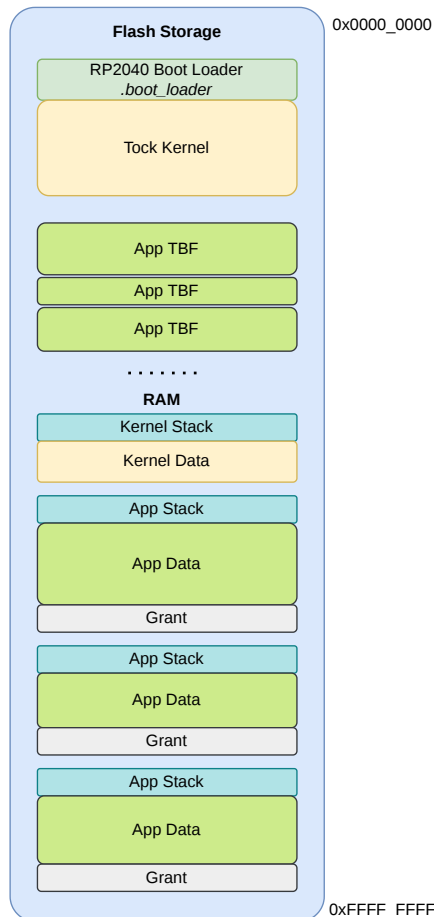 Flash Storage
0x0000_0000
RP2040 Boot Loader
.boot_loader
Tock Kernel
App TBF
App TBF
App TBF
.......
RAM
Kernel Stack
Kernel Data
App Stack
App Data
Grant
App Stack
App Data
Grant
App Stack
App Data
Grant
0xFFFF_FFFF